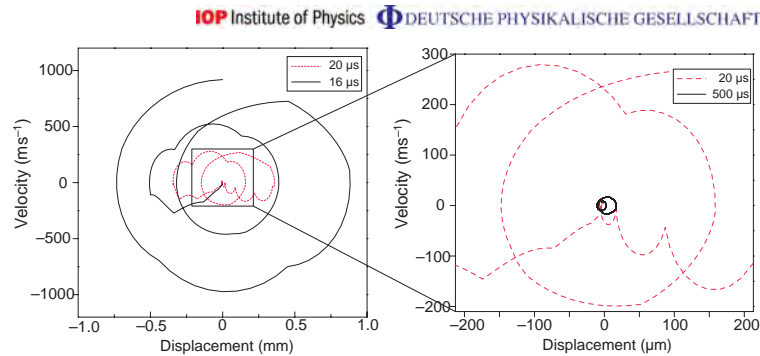 IOP Institute of Physics Φ DEUTSCHE PHYSIKALISCHE GESELLSCHAFT
20 µs
16 µs
1000
500
0
−500
−1000
Velocity (ms⁻¹)
−1.0 −0.5 0 0.5 1.0
Displacement (mm)
20 µs
500 µs
300
200
100
0
−100
−200
Velocity (ms⁻¹)
−200 −100 0 100 200
Displacement (µm)